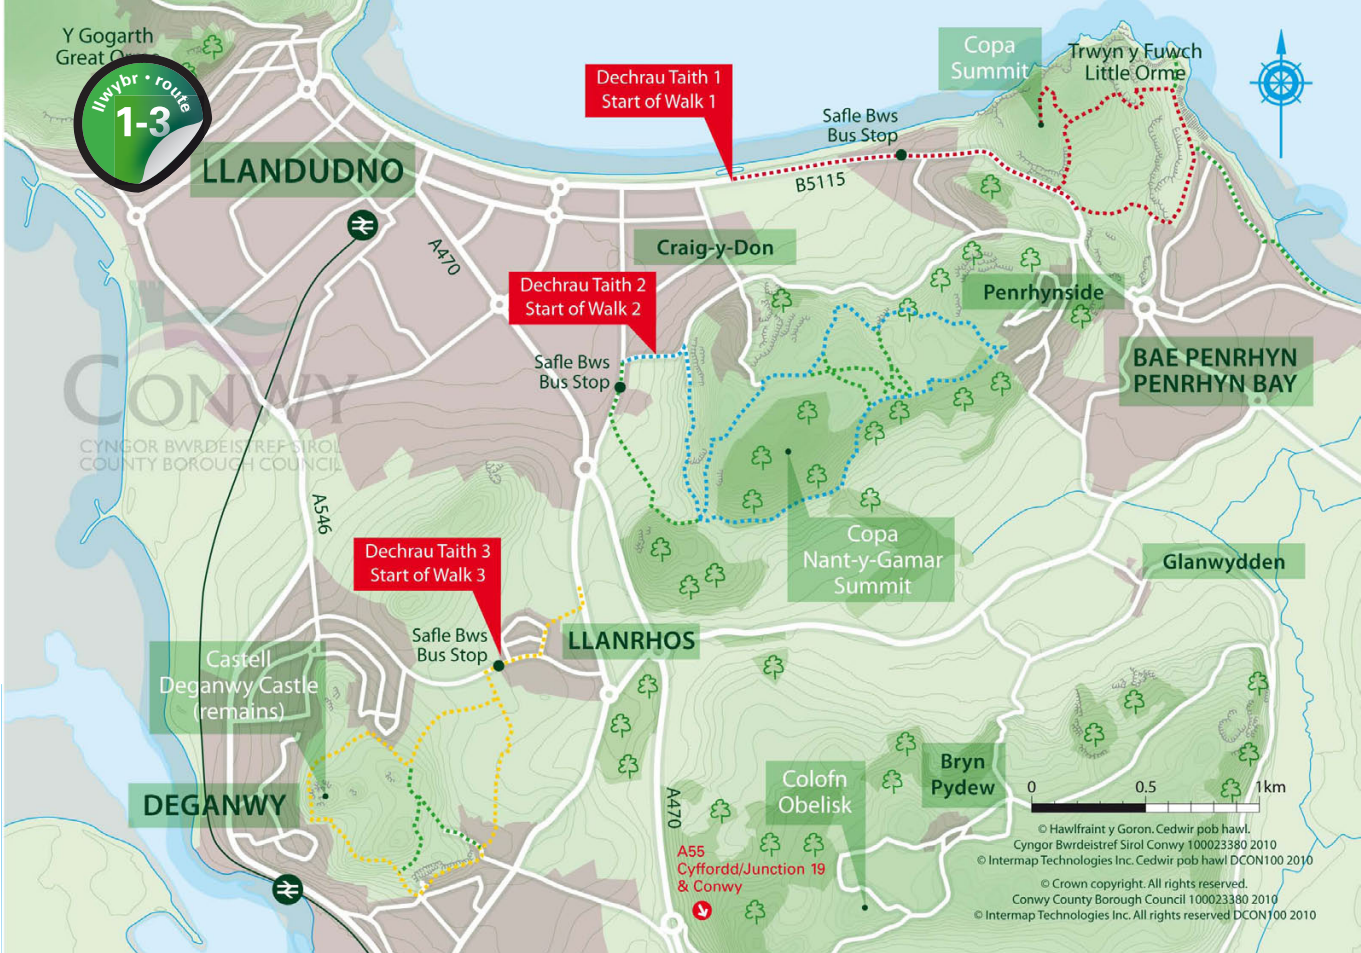 Y Gogarth
Great Orme
llwybr • route
1-3
LLANDUDNO
Dechrau Taith 1
Start of Walk 1
Safle Bws
Bus Stop
B5115
Copa
Summit
Trwyn y Fuwch
Little Orme
A470
Craig-y-Don
Dechrau Taith 2
Start of Walk 2
Penrhynside
Safle Bws
Bus Stop
BAE PENRHYN
PENRHYN BAY
CONWY
CYNGOR BWRDEISTREF SIROL
COUNTY BOROUGH COUNCIL
A546
Dechrau Taith 3
Start of Walk 3
Copa
Nant-y-Gamar
Summit
Glanwydden
Safle Bws
Bus Stop
LLANRHOS
Castell
Deganwy Castle
(remains)
DEGANWY
Colofn
Obelisk
Bryn
Pydew
A470
A55
Cyffordd/Junction 19
& Conwy
0 0.5 1km
© Hawlfraint y Goron. Cedwir pob hawl.
Cyngor Bwrdeistref Sirol Conwy 100023380 2010
© Intermap Technologies Inc. Cedwir pob hawl DCON100 2010
© Crown copyright. All rights reserved.
Conwy County Borough Council 100023380 2010
© Intermap Technologies Inc. All rights reserved DCON100 2010